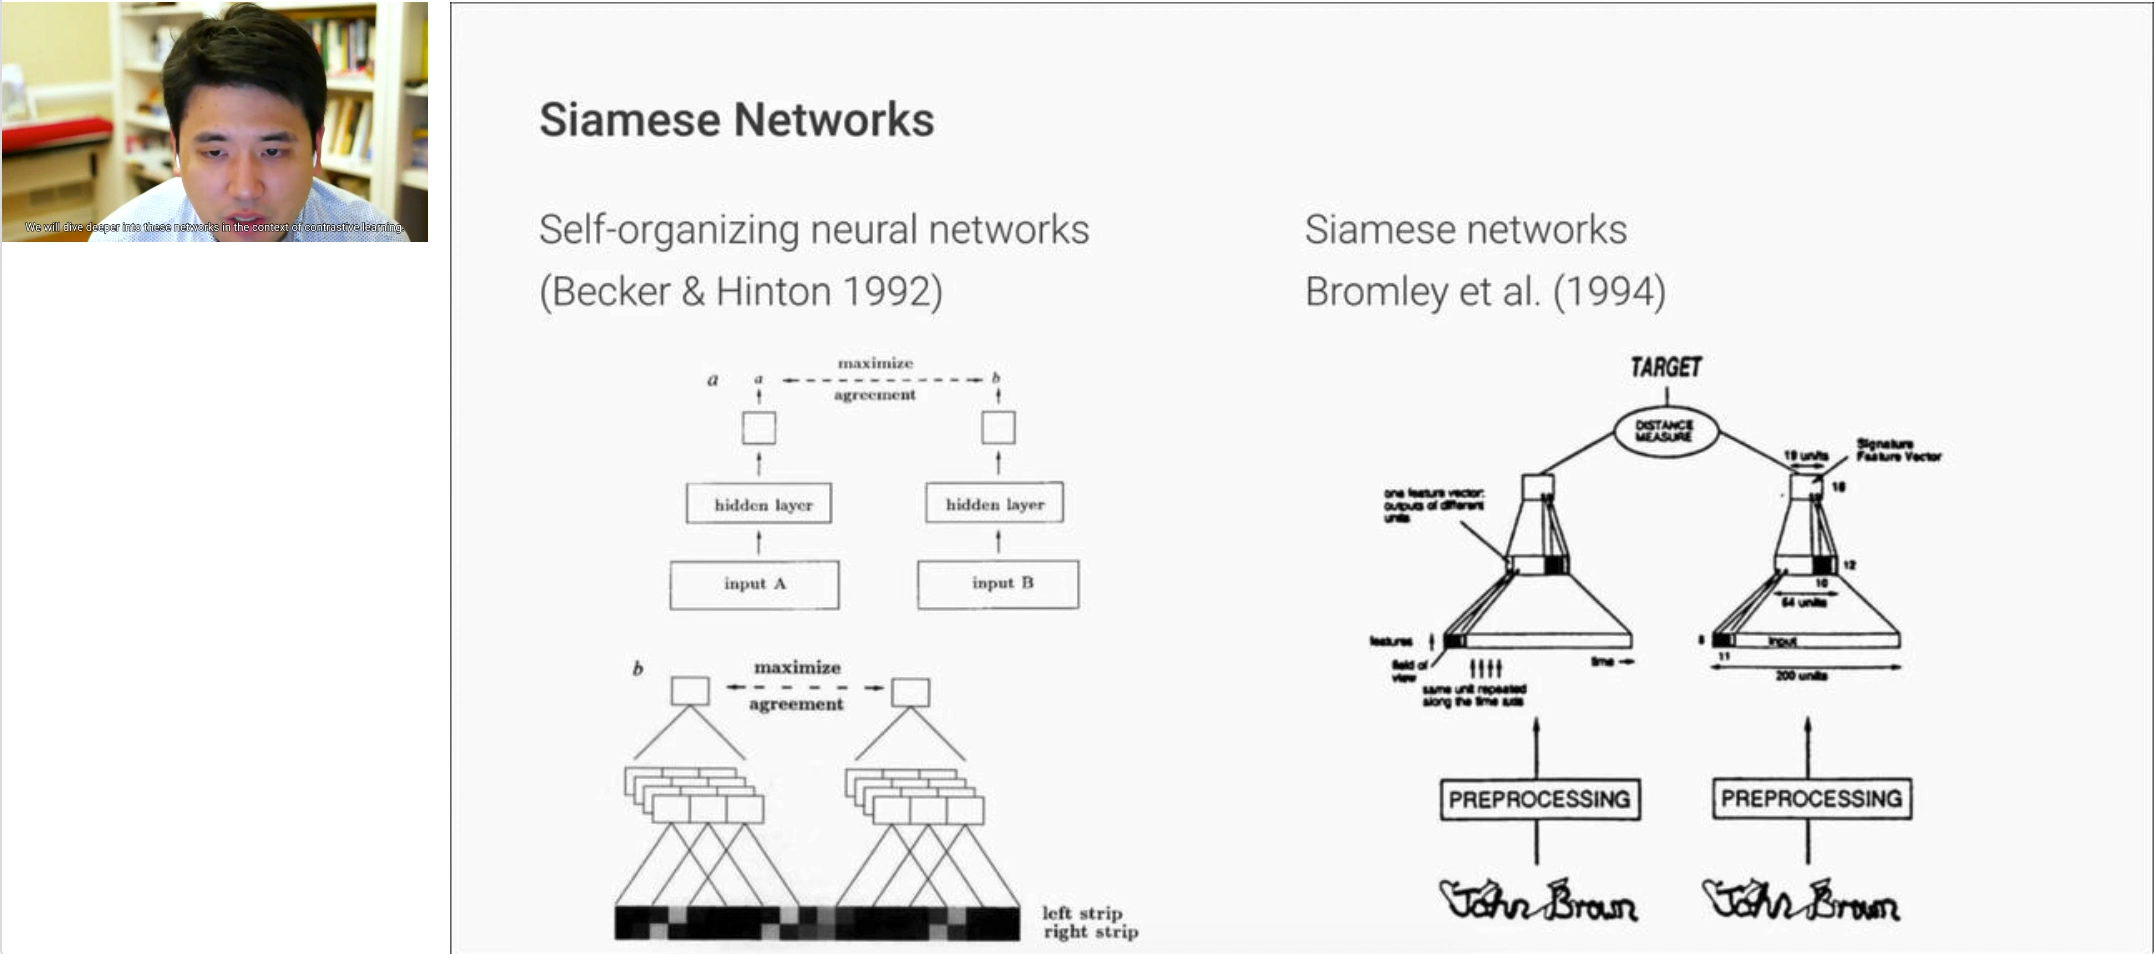 We will dive deeper into these networks in the context of contrastive learning.
Siamese Networks
Self-organizing neural networks
(Becker & Hinton 1992)
a
a
maximize
b
agreement
hidden layer
hidden layer
input A
input B
b
maximize
agreement
left strip
right strip
Siamese networks
Bromley et al. (1994)
TARGET
DISTANCE
MEASURE
19 units
Signature
Feature Vector
one feature vector:
outputs of different
units
12
10
64 units
features
field of
view
time
8
input
11
200 units
same unit repeated
along the time axis
PREPROCESSING
PREPROCESSING
John Brown
John Brown